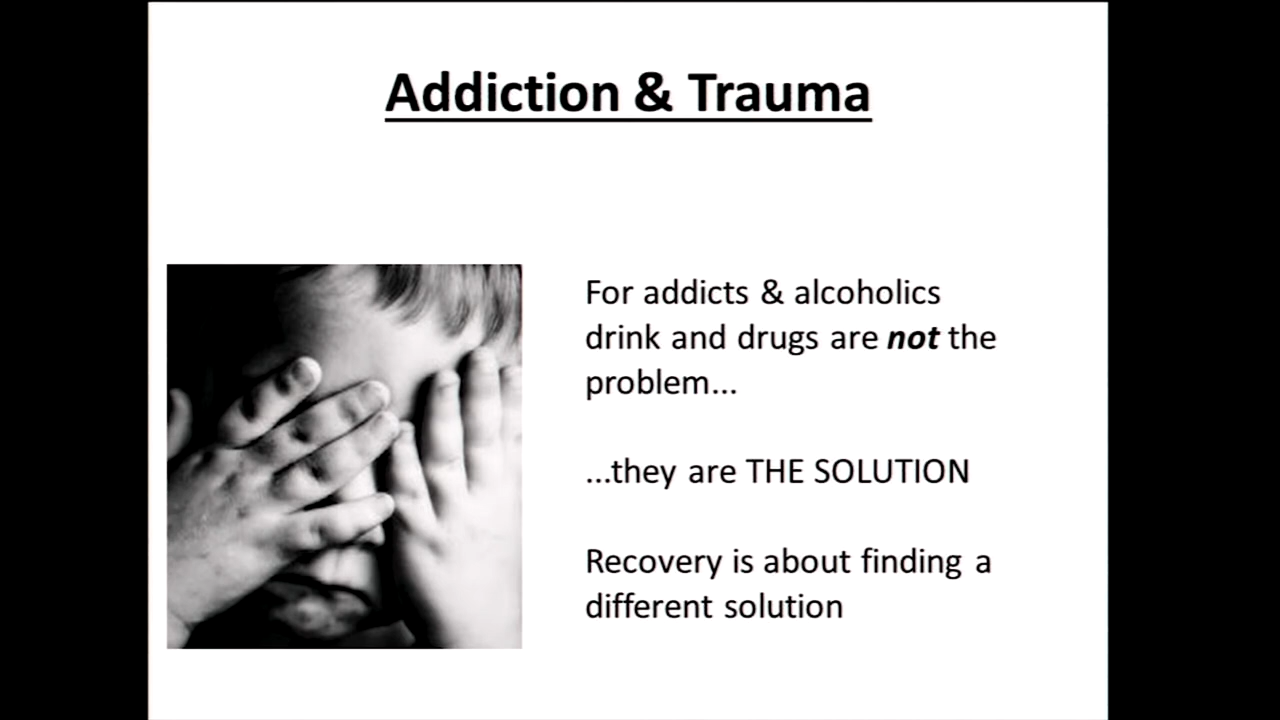 Addiction & Trauma
For addicts & alcoholics
drink and drugs are not the
problem...
...they are THE SOLUTION
Recovery is about finding a
different solution